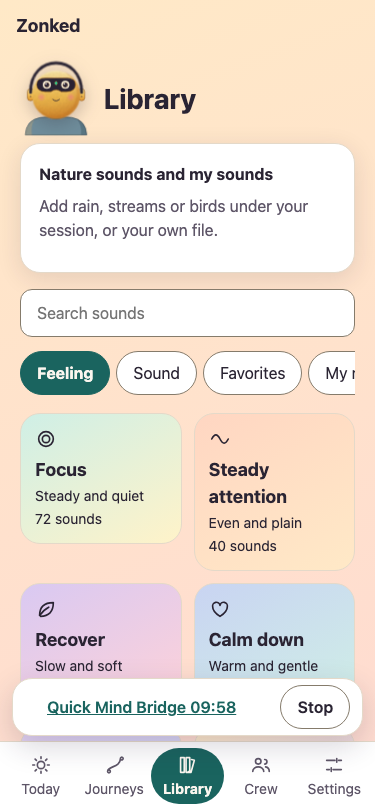 Zonked
Library
Nature sounds and my sounds
Add rain, streams or birds under your
session, or your own file.
Search sounds
Feeling
Sound
Favorites
My
Focus
Steady and quiet
72 sounds
Steady
attention
Even and plain
40 sounds
Recover
Slow and soft
Calm down
Warm and gentle
Quick Mind Bridge 09:58
Stop
Today
Journeys
Library
Crew
Settings